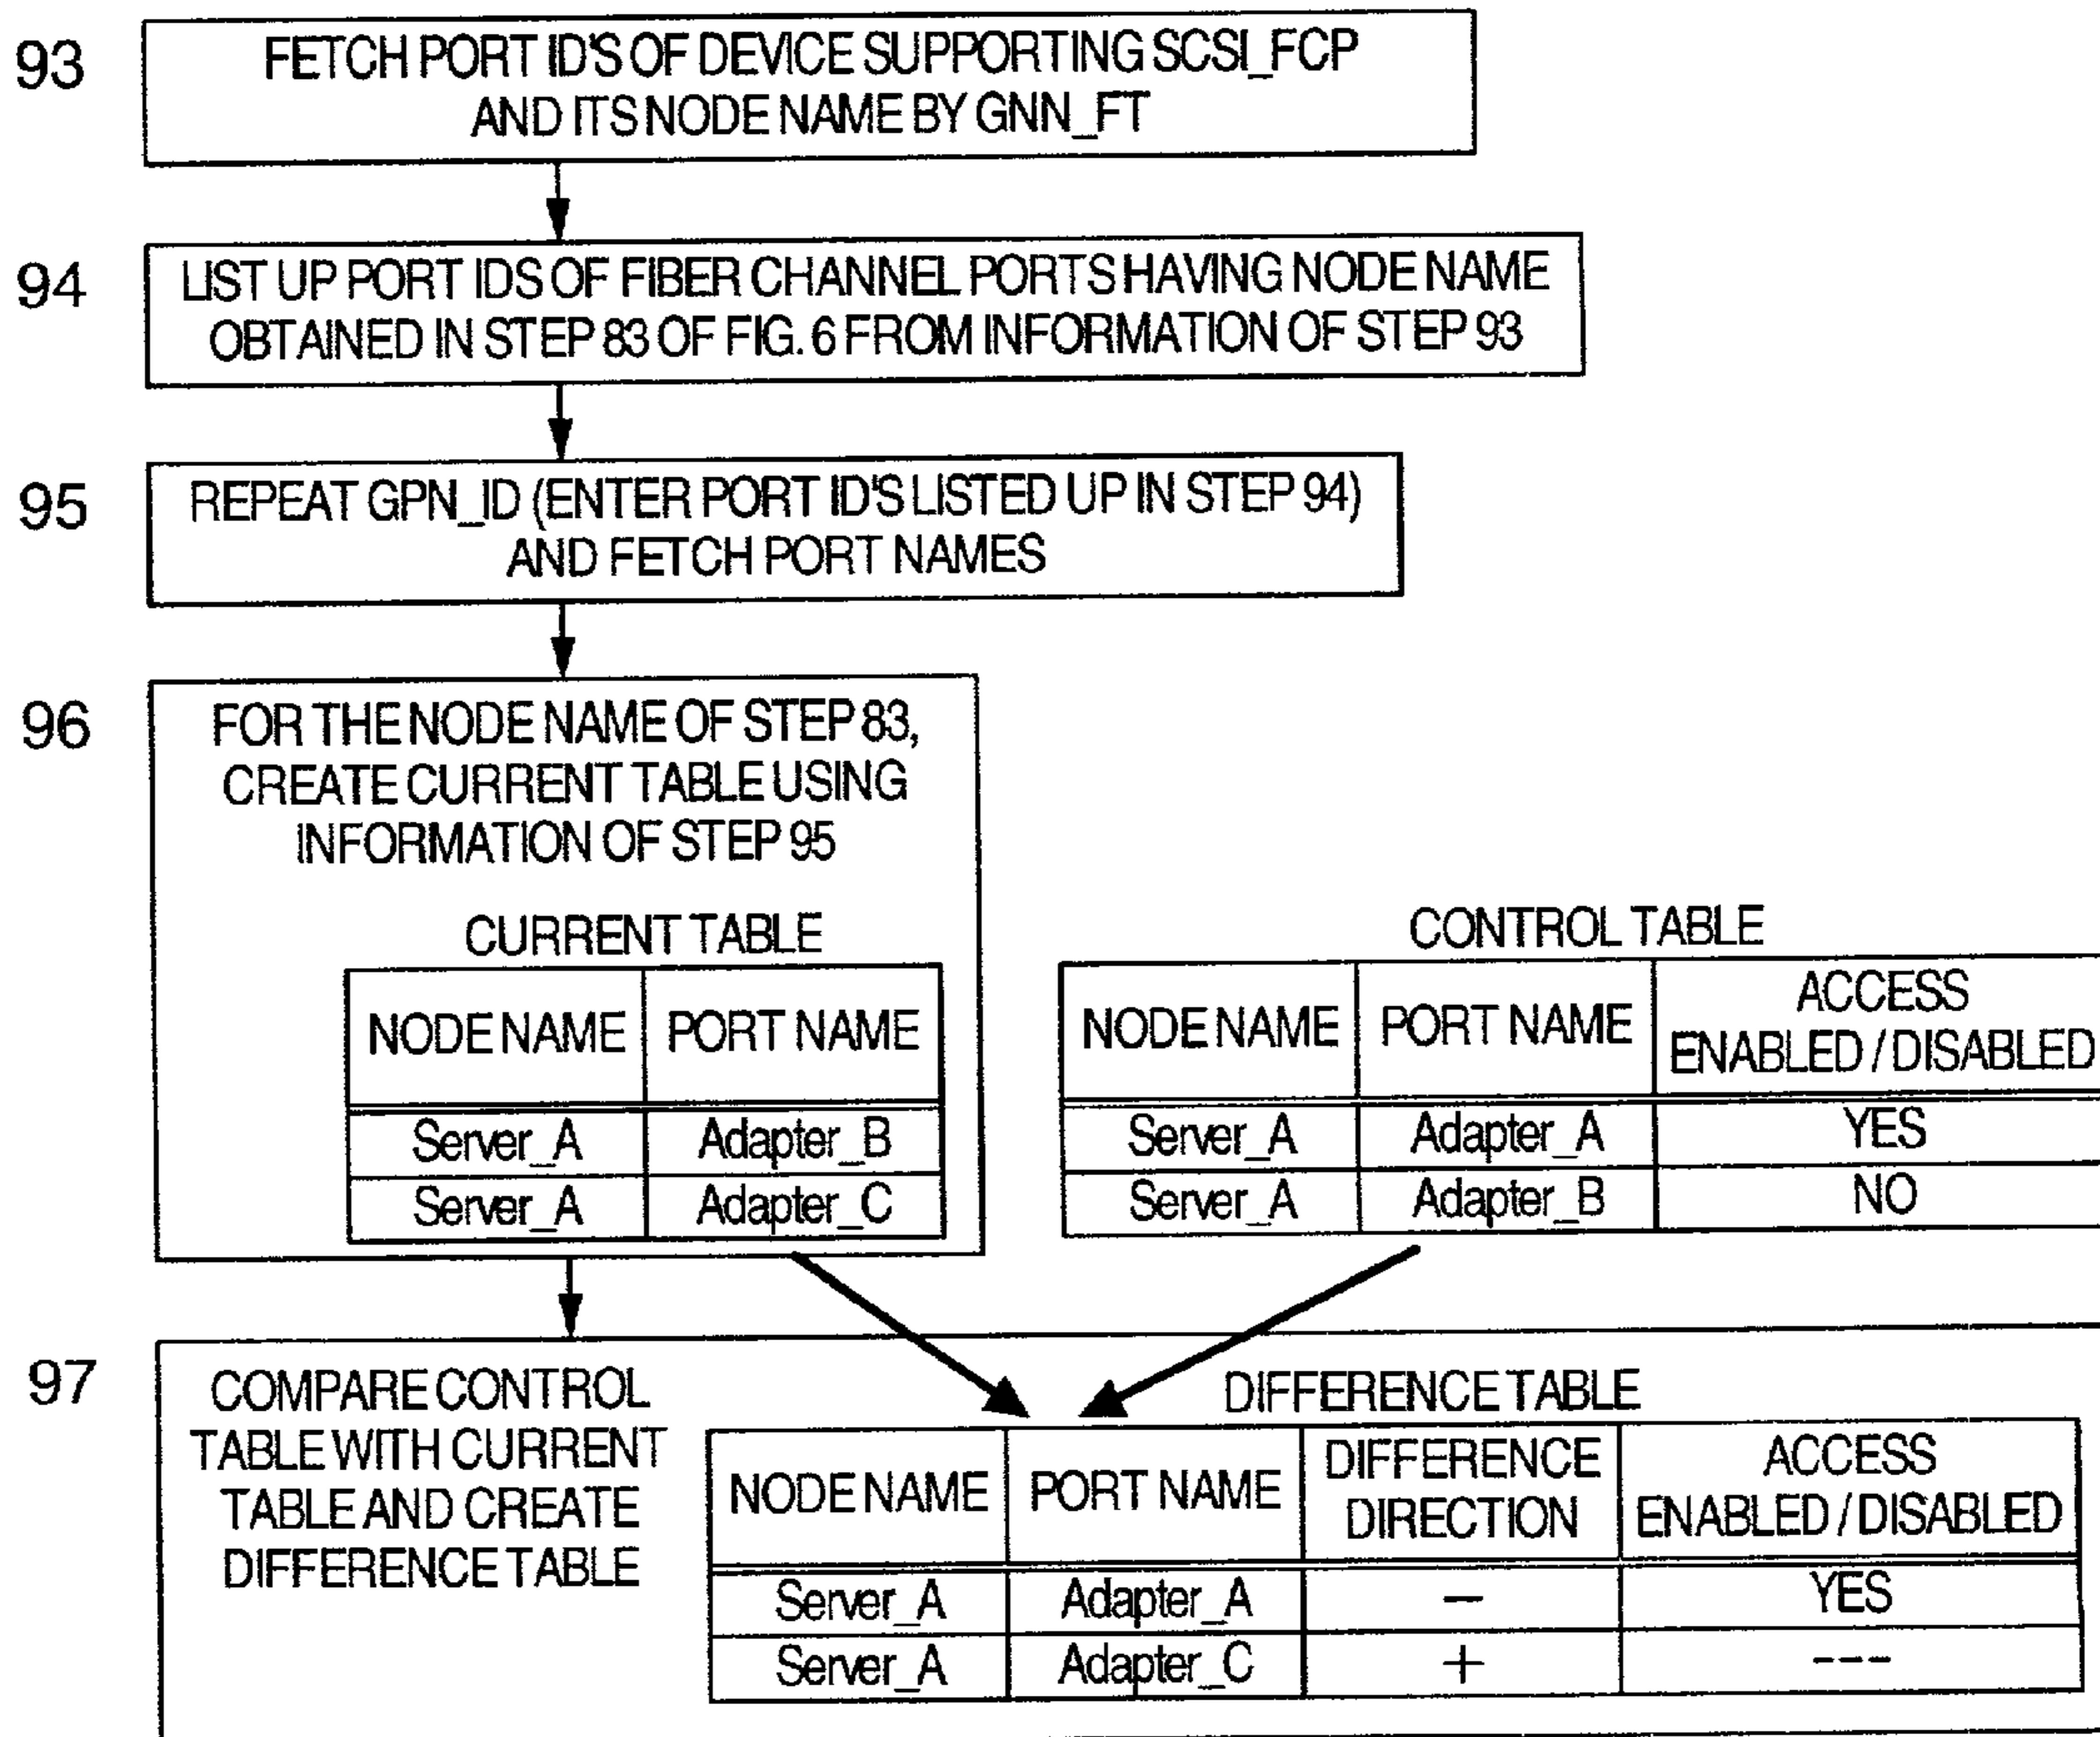 93
FETCH PORT ID'S OF DEVICE SUPPORTING SCSI_FCP
AND ITS NODE NAME BY GNN_FT
94
LIST UP PORT IDS OF FIBER CHANNEL PORTS HAVING NODE NAME
OBTAINED IN STEP 83 OF FIG. 6 FROM INFORMATION OF STEP 93
95
REPEAT GPN_ID (ENTER PORT ID'S LISTED UP IN STEP 94)
AND FETCH PORT NAMES
96
FOR THE NODE NAME OF STEP 83,
CREATE CURRENT TABLE USING
INFORMATION OF STEP 95
CURRENT TABLE
NODE NAME PORT NAME
Server_A Adapter_B
Server_A Adapter_C
CONTROL TABLE
NODE NAME PORT NAME ACCESS
ENABLED / DISABLED
Server_A Adapter_A YES
Server_A Adapter_B NO
97
COMPARE CONTROL
TABLE WITH CURRENT
TABLE AND CREATE
DIFFERENCE TABLE
DIFFERENCE TABLE
NODE NAME PORT NAME DIFFERENCE
DIRECTION ACCESS
ENABLED / DISABLED
Server_A Adapter_A − YES
Server_A Adapter_C + ---